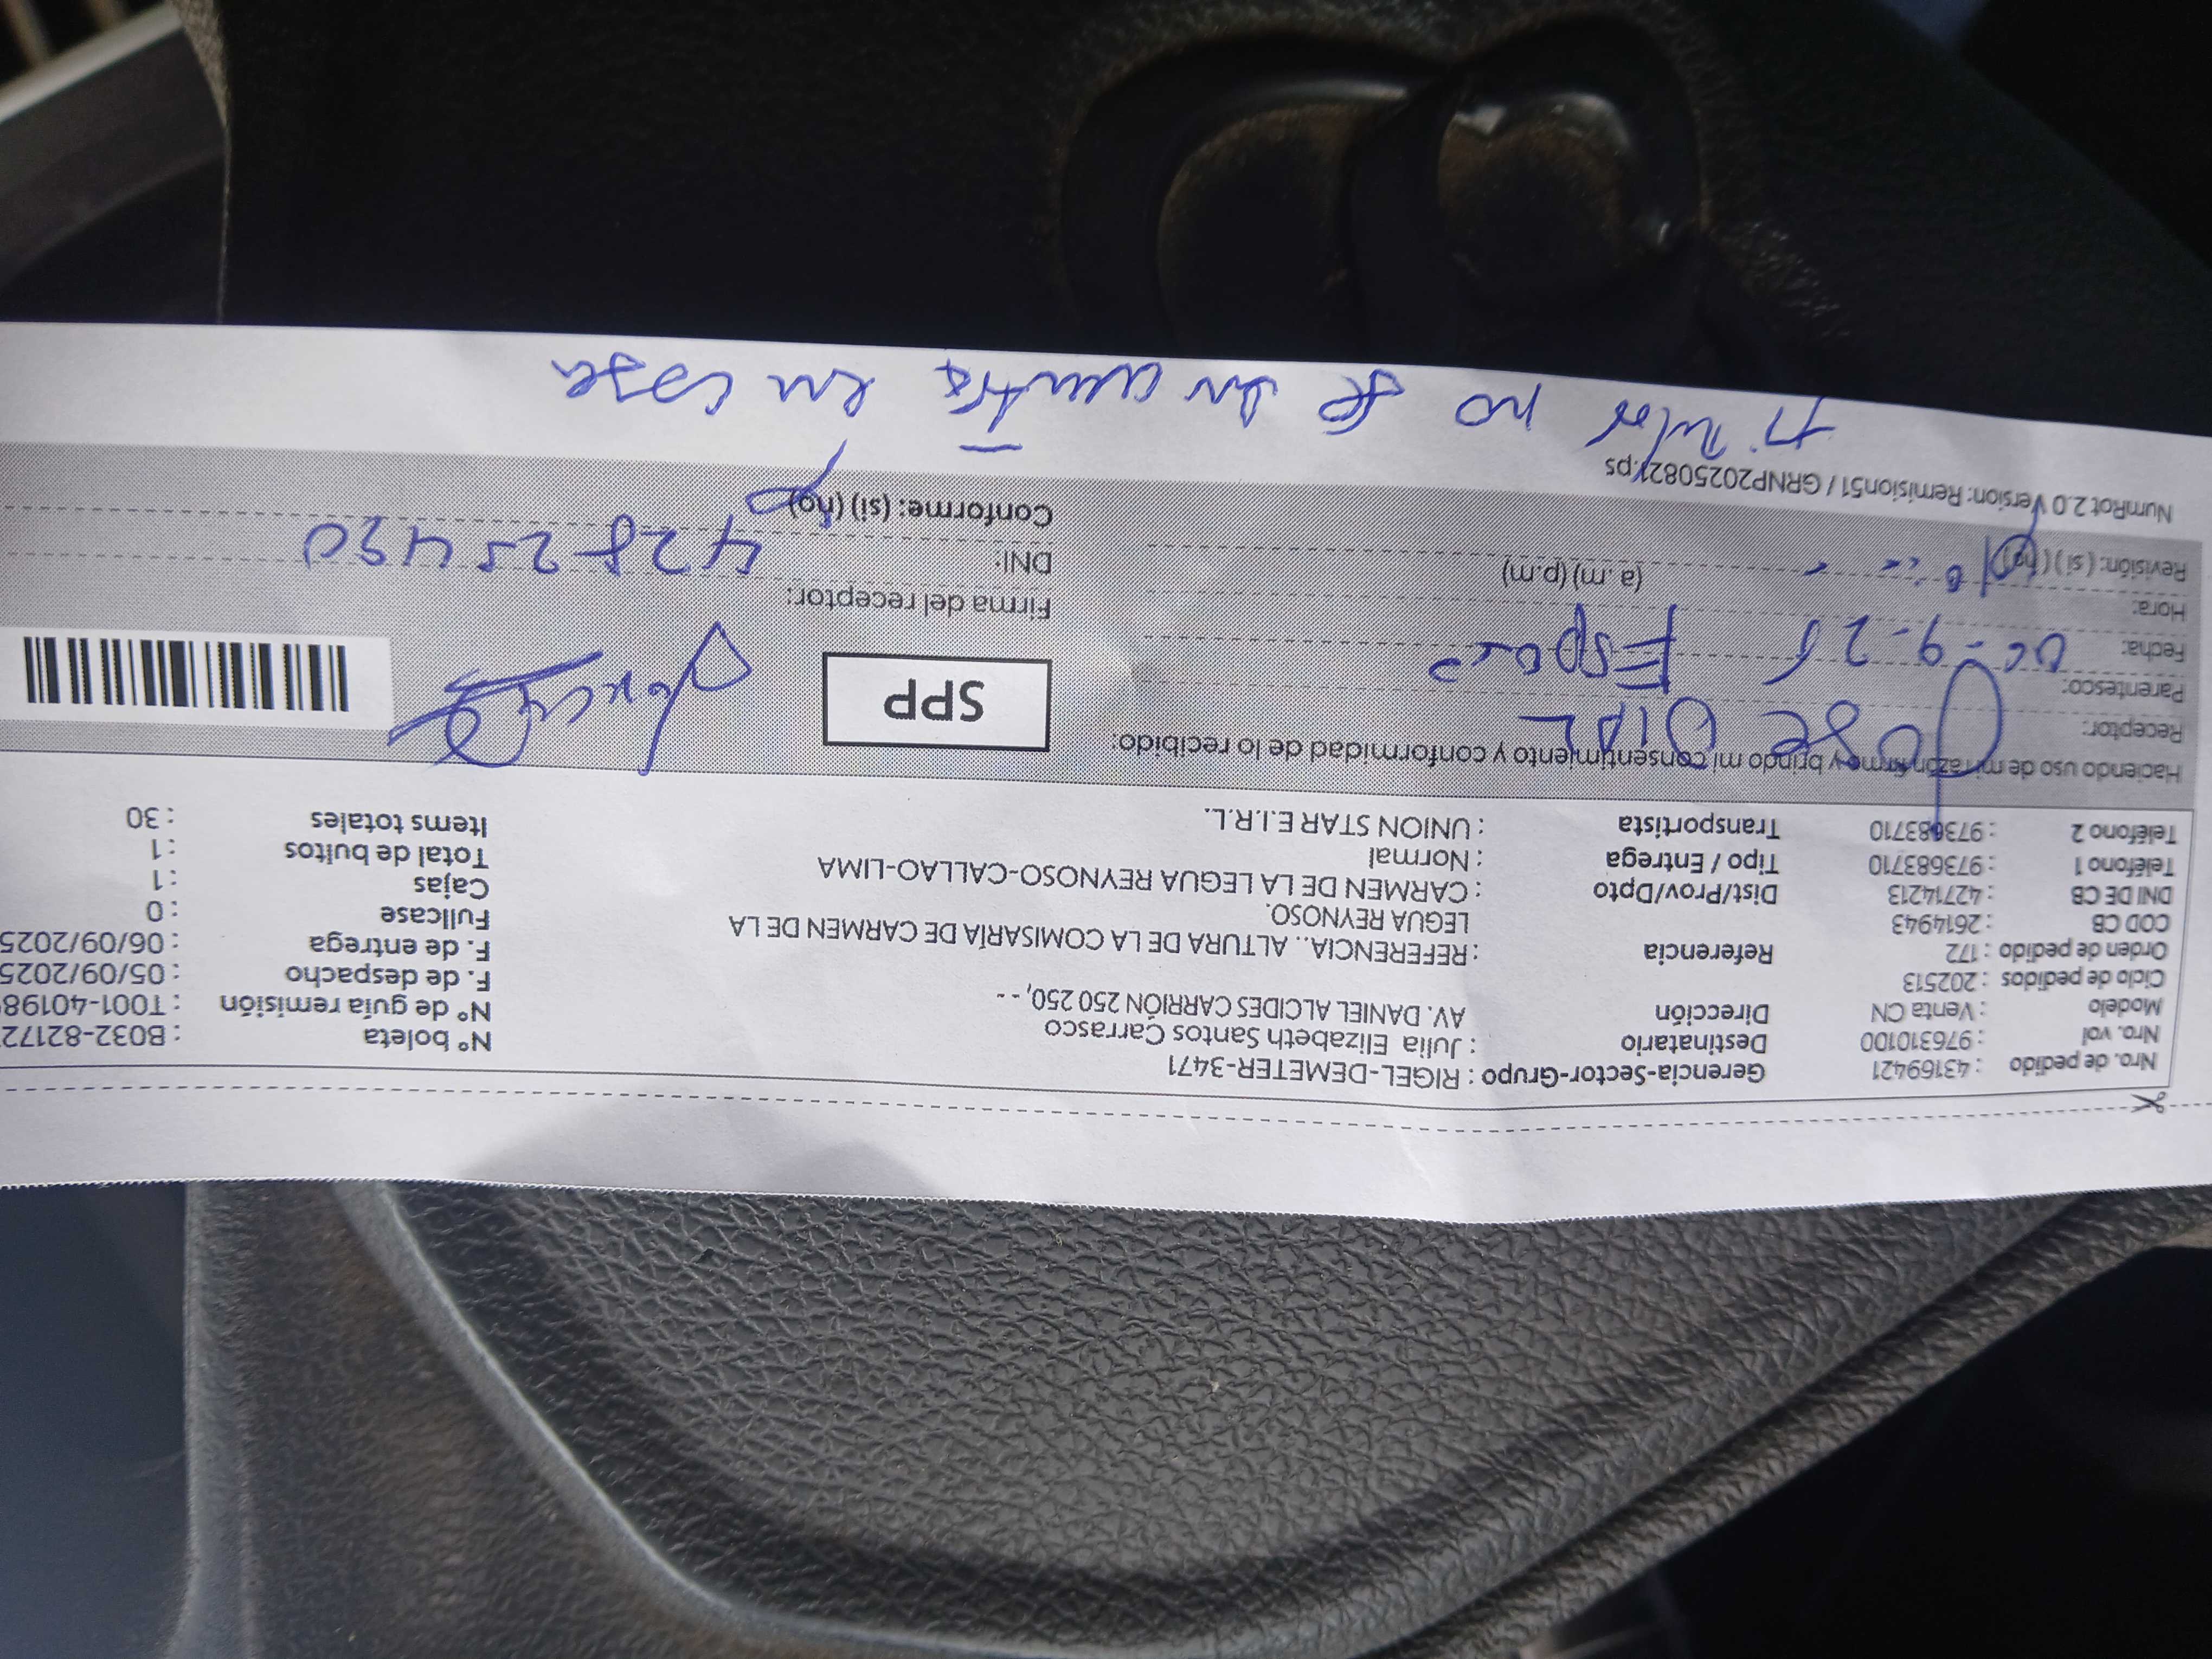 Nro. de pedido : 43169421 Gerencia-Sector-Grupo : RIGEL-DEMETER-3471
Nro. vol : 976310100 Destinatario : Julia Elizabeth Santos Carrasco N° boleta : B032-82172
Modelo : Venta CN Dirección AV. DANIEL ALCIDES CARRIÓN 250 250, - - N° de guía remisión : T001-40198
Ciclo de pedidos : 202513 F. de despacho : 05/09/2025
Orden de pedido : 172 Referencia : REFERENCIA.. ALTURA DE LA COMISARÍA DE CARMEN DE LA F. de entrega : 06/09/2025
COD CB : 2614943 LEGUA REYNOSO. Fullcase : 0
DNI DE CB : 42714213 Dist/Prov/Dpto : CARMEN DE LA LEGUA REYNOSO-CALLAO-LIMA Cajas : 1
Teléfono 1 : 973683710 Tipo / Entrega : Normal Total de bultos : 1
Teléfono 2 : 973683710 Transportista : UNION STAR E.I.R.L. Items totales : 30
Haciendo uso de mi razón firmo y brindo mi consentimiento y conformidad de lo recibido:
Receptor: Jose
Parentesco: Esposo SPP
Fecha: 06-9-25 Firma del receptor:
Hora: (a.m) (p.m) DNI: 42825490
Revisión: (si) (no) Conforme: (si) (no)
NumRot 2.0 Version: Remision51 / GRNP20250821.ps
Titular no se encuentra en casa